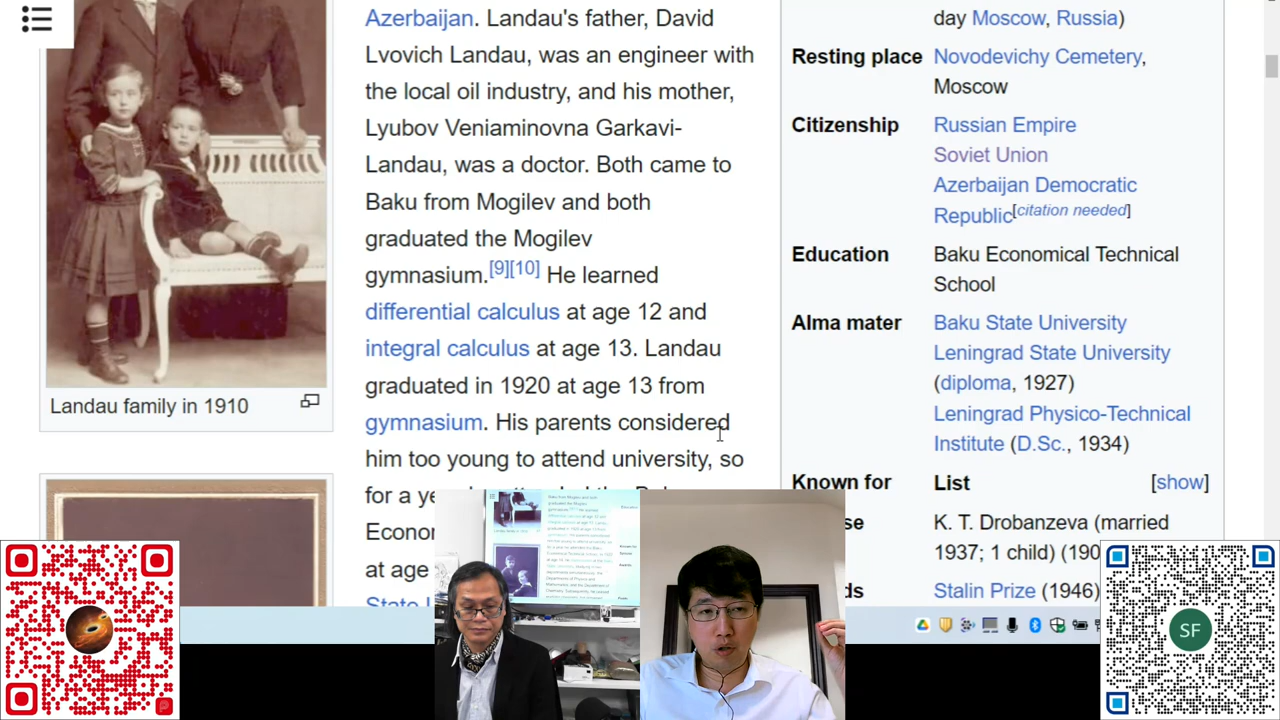 Azerbaijan. Landau's father, David
Lvovich Landau, was an engineer with
the local oil industry, and his mother,
Lyubov Veniaminovna Garkavi-
Landau, was a doctor. Both came to
Baku from Mogilev and both
graduated the Mogilev
gymnasium.[9][10] He learned
differential calculus at age 12 and
integral calculus at age 13. Landau
graduated in 1920 at age 13 from
gymnasium. His parents considered
him too young to attend university, so
for a ye
Econor
at age
State
Landau family in 1910
day Moscow, Russia)
Resting place Novodevichy Cemetery,
Moscow
Citizenship Russian Empire
Soviet Union
Azerbaijan Democratic
Republic[citation needed]
Education Baku Economical Technical
School
Alma mater Baku State University
Leningrad State University
(diploma, 1927)
Leningrad Physico-Technical
Institute (D.Sc., 1934)
Known for List [show]
se K. T. Drobanzeva (married
1937; 1 child) (190
ds Stalin Prize (1946)
SF